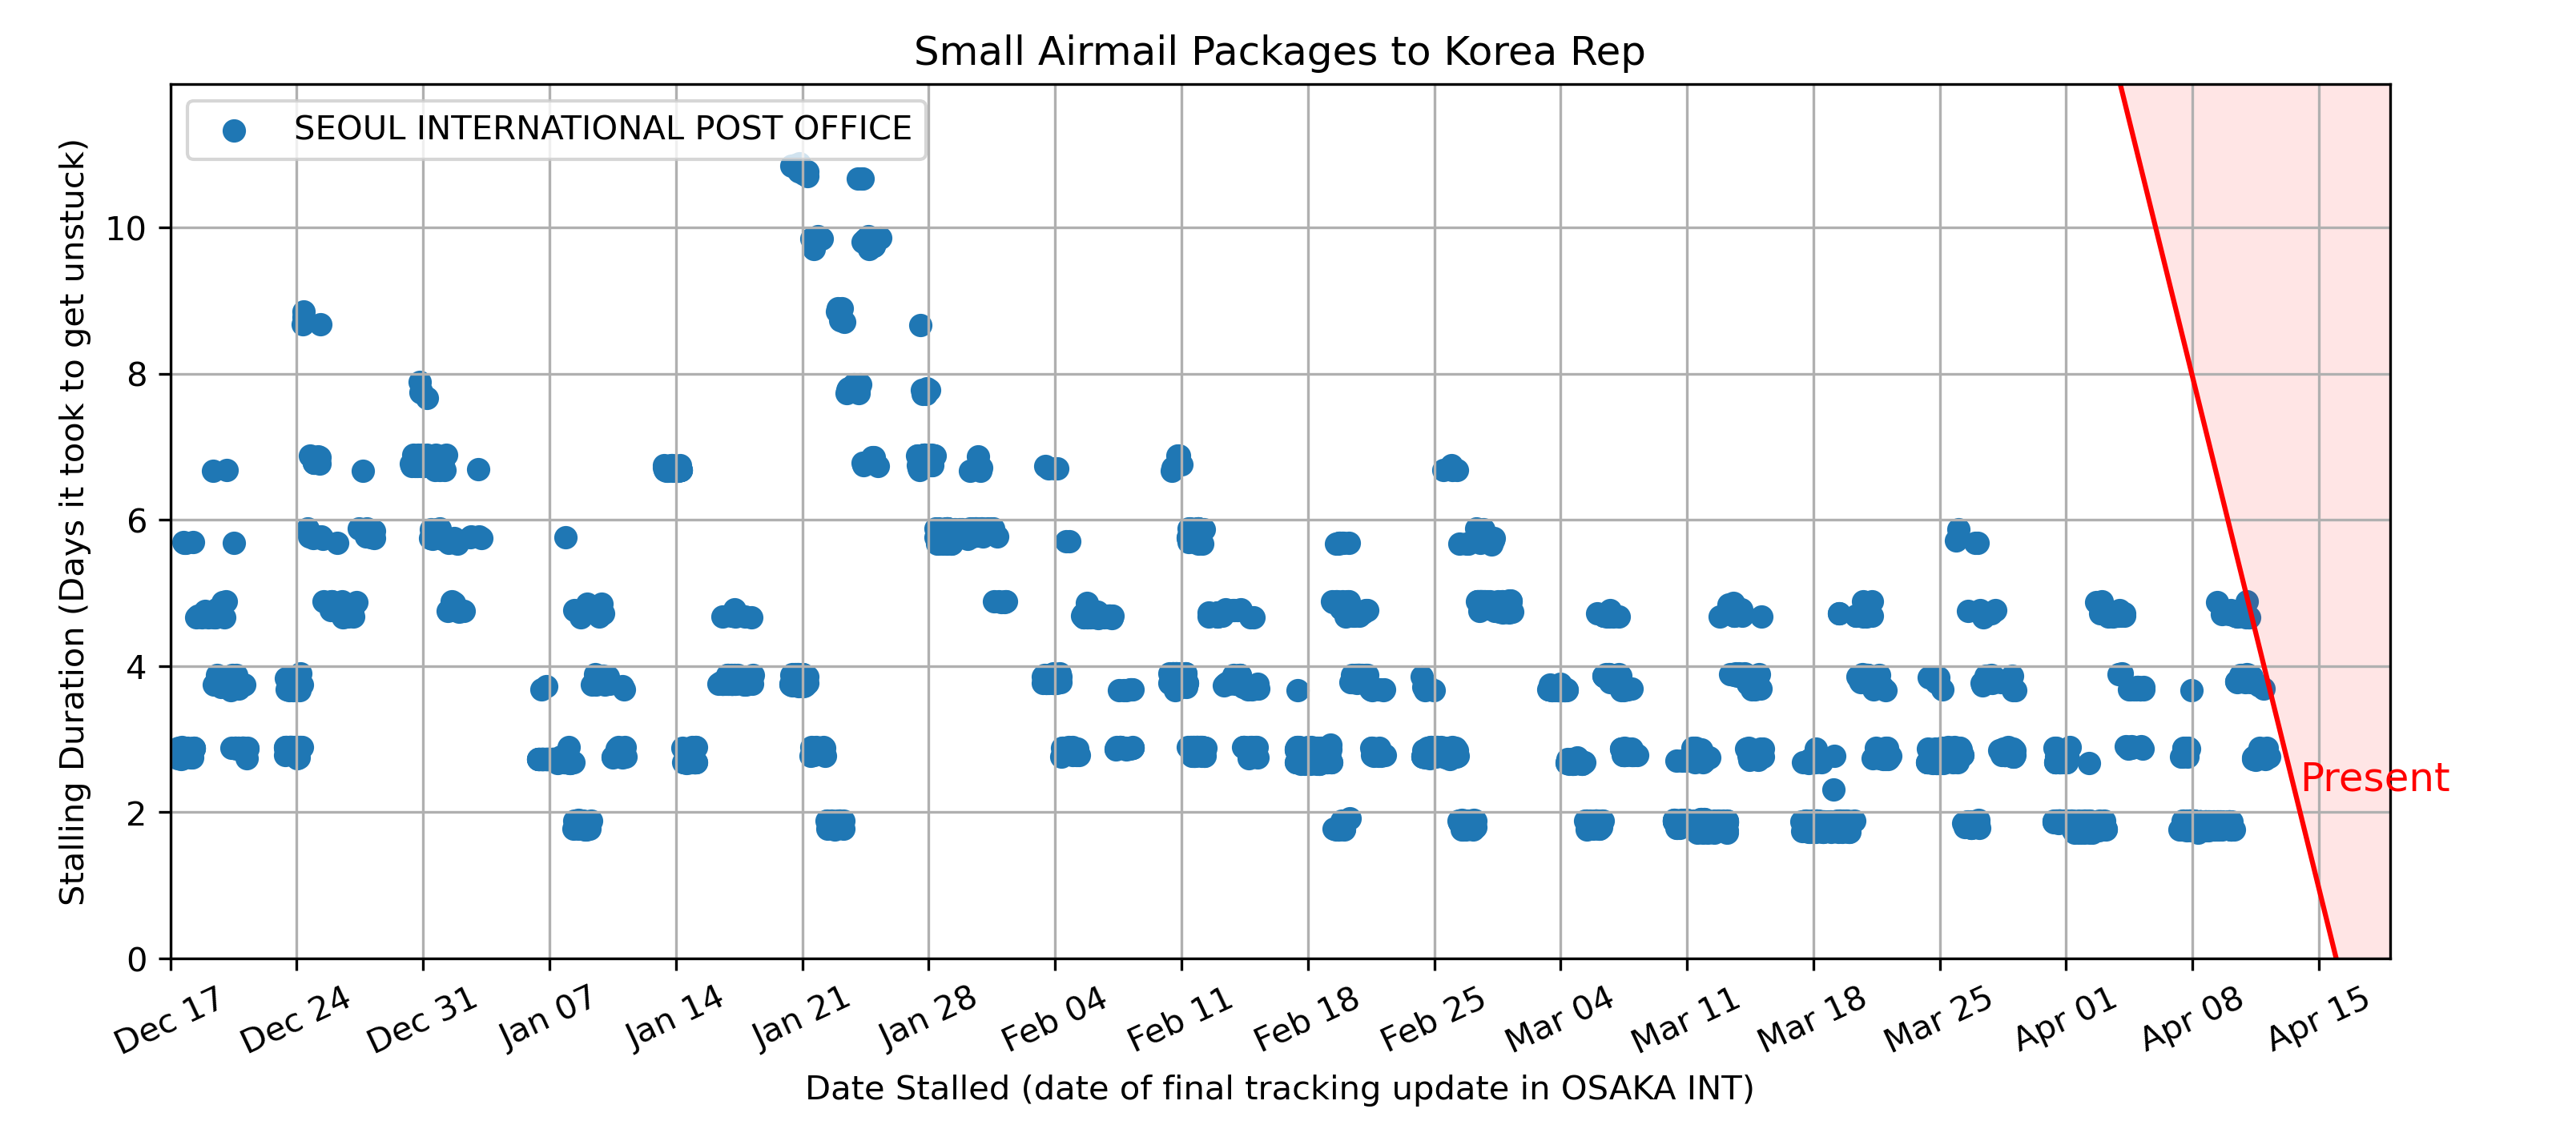 Small Airmail Packages to Korea Rep
SEOUL INTERNATIONAL POST OFFICE
Stalling Duration (Days it took to get unstuck)
10
8
6
4
2
0
Present
Dec 17 Dec 24 Dec 31 Jan 07 Jan 14 Jan 21 Jan 28 Feb 04 Feb 11 Feb 18 Feb 25 Mar 04 Mar 11 Mar 18 Mar 25 Apr 01 Apr 08 Apr 15
Date Stalled (date of final tracking update in OSAKA INT)